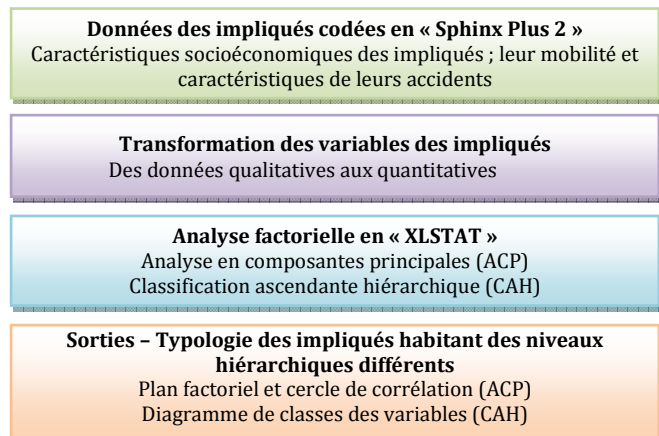 Données des impliqués codées en « Sphinx Plus 2 »
Caractéristiques socioéconomiques des impliqués ; leur mobilité et
caractéristiques de leurs accidents
Transformation des variables des impliqués
Des données qualitatives aux quantitatives
Analyse factorielle en « XLSTAT »
Analyse en composantes principales (ACP)
Classification ascendante hiérarchique (CAH)
Sorties – Typologie des impliqués habitant des niveaux
hiérarchiques différents
Plan factoriel et cercle de corrélation (ACP)
Diagramme de classes des variables (CAH)